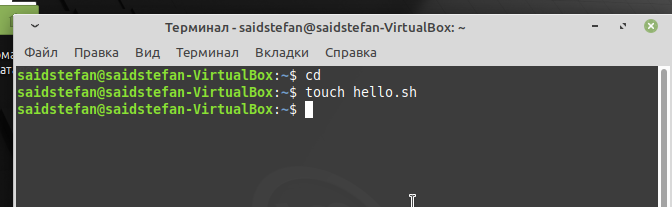 Терминал - saidstefan@saidstefan-VirtualBox: ~
Файл Правка Вид Терминал Вкладки Справка
saidstefan@saidstefan-VirtualBox:~$ cd
saidstefan@saidstefan-VirtualBox:~$ touch hello.sh
saidstefan@saidstefan-VirtualBox:~$